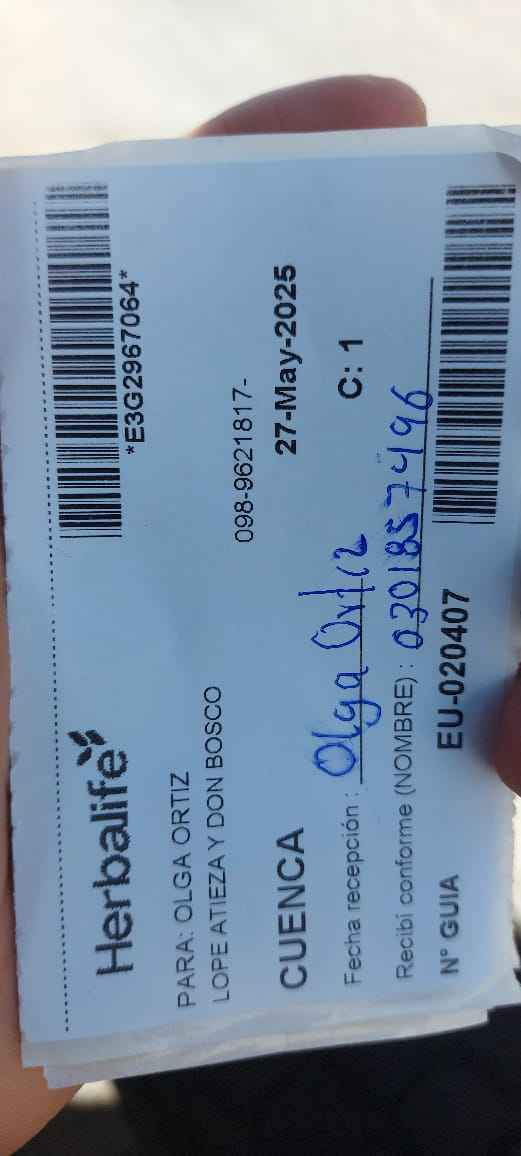 Herbalife
*E3G2967064*
PARA: OLGA ORTIZ
LOPE ATIEZA Y DON BOSCO
098-9621817-
CUENCA
27-May-2025
Fecha recepción : Olga Ortiz
C: 1
Recibí conforme (NOMBRE) : 0301857496
N° GUIA
EU-020407